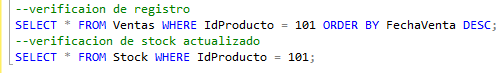 --verificaion de registro
SELECT * FROM Ventas WHERE IdProducto = 101 ORDER BY FechaVenta DESC;
--verificacion de stock actualizado
SELECT * FROM Stock WHERE IdProducto = 101;